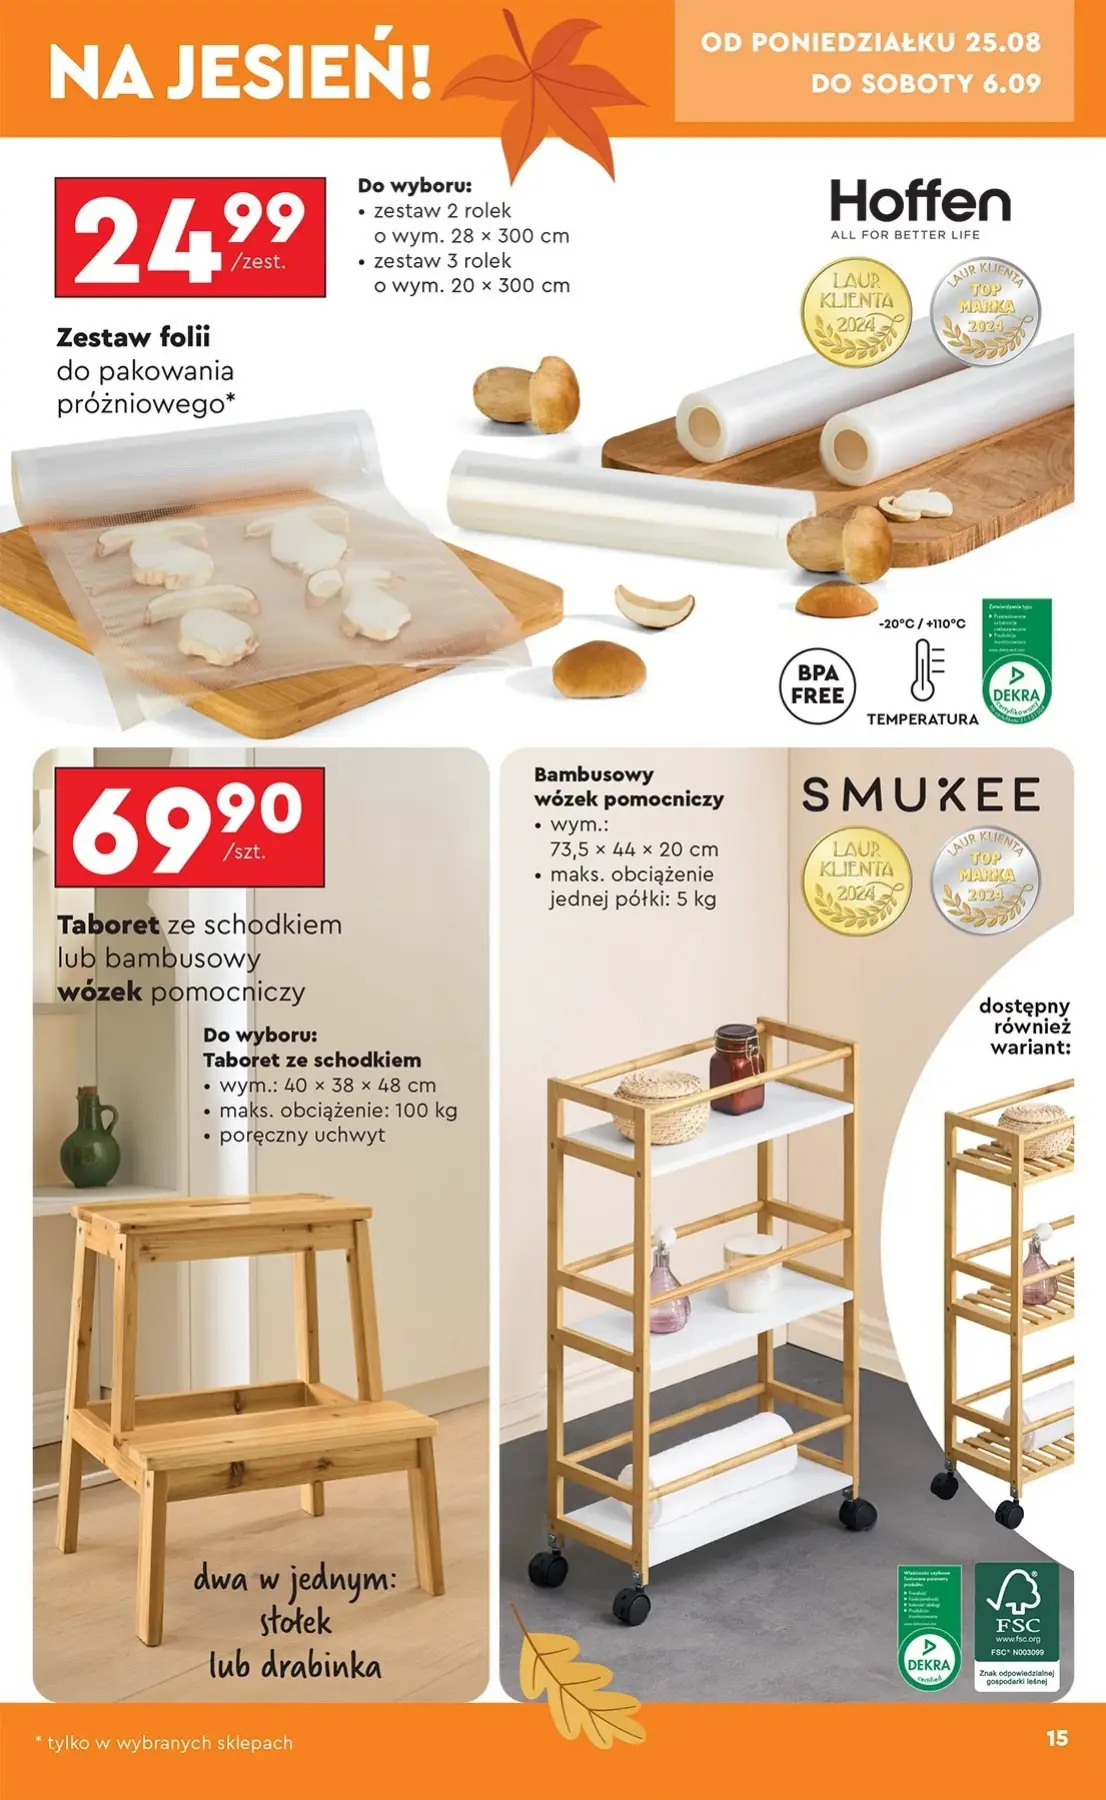 NA JESIEŃ!
OD PONIEDZIAŁKU 25.08
DO SOBOTY 6.09
24 99
/zest.
Do wyboru:
• zestaw 2 rolek
o wym. 28 × 300 cm
• zestaw 3 rolek
o wym. 20 × 300 cm
Hoffen
ALL FOR BETTER LIFE
LAUR
KLIENTA
2024
LAUR KLIENTA
TOP
MARKA
2024
Zestaw folii
do pakowania
próżniowego*
BPA
FREE
-20°C / +110°C
TEMPERATURA
DEKRA
69 90
/szt.
Taboret ze schodkiem
lub bambusowy
wózek pomocniczy
Do wyboru:
Taboret ze schodkiem
• wym.: 40 × 38 × 48 cm
• maks. obciążenie: 100 kg
• poręczny uchwyt
dwa w jednym:
stołek
lub drabinka
Bambusowy
wózek pomocniczy
• wym.:
73,5 × 44 × 20 cm
• maks. obciążenie
jednej półki: 5 kg
SMUKEE
LAUR
KLIENTA
2024
LAUR KLIENTA
TOP
MARKA
2024
dostępny
również
wariant:
DEKRA
certified
FSC
www.fsc.org
FSC® N003099
Znak odpowiedzialnej
gospodarki leśnej
* tylko w wybranych sklepach
15